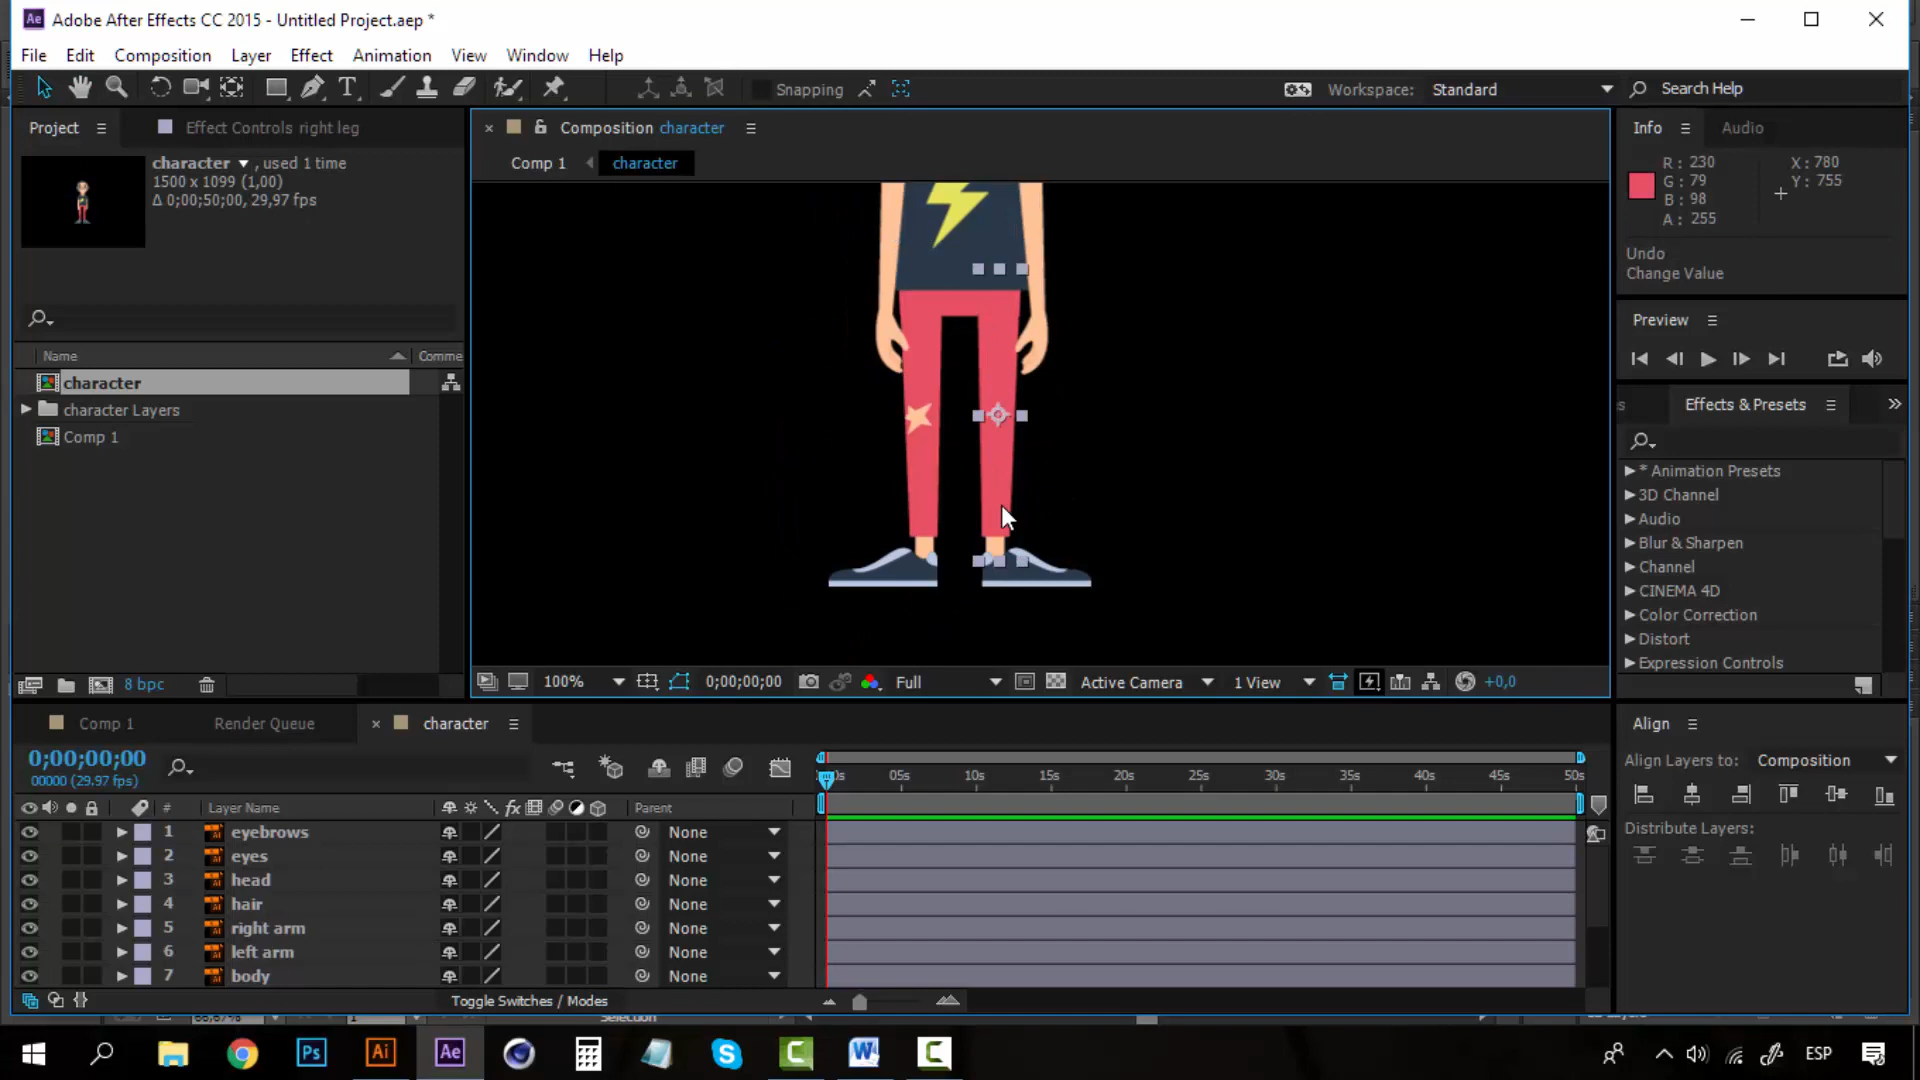 Ae Adobe After Effects CC 2015 - Untitled Project.aep *
File Edit Composition Layer Effect Animation View Window Help
T Snapping Workspace: Standard Search Help
Project Effect Controls right leg
character , used 1 time
1500 x 1099 (1,00)
Δ 0;00;50;00, 29,97 fps
Name Comme
character
character Layers
Comp 1
8 bpc
Composition character
Comp 1 character
100% 0;00;00;00 Full Active Camera 1 View +0,0
Info Audio
R: 230 X: 780
G: 79 Y: 755
B: 98
A: 255
Undo
Change Value
Preview
Effects & Presets
* Animation Presets
3D Channel
Audio
Blur & Sharpen
Channel
CINEMA 4D
Color Correction
Distort
Expression Controls
Comp 1 Render Queue character
0;00;00;00
00000 (29.97 fps)
05s 10s 15s 20s 25s 30s 35s 40s 45s 50s
# Layer Name fx Parent
1 eyebrows None
2 eyes None
3 head None
4 hair None
5 right arm None
6 left arm None
7 body None
Toggle Switches / Modes
Align
Align Layers to: Composition
Distribute Layers:
Selection
Ps Ai Ae ESP